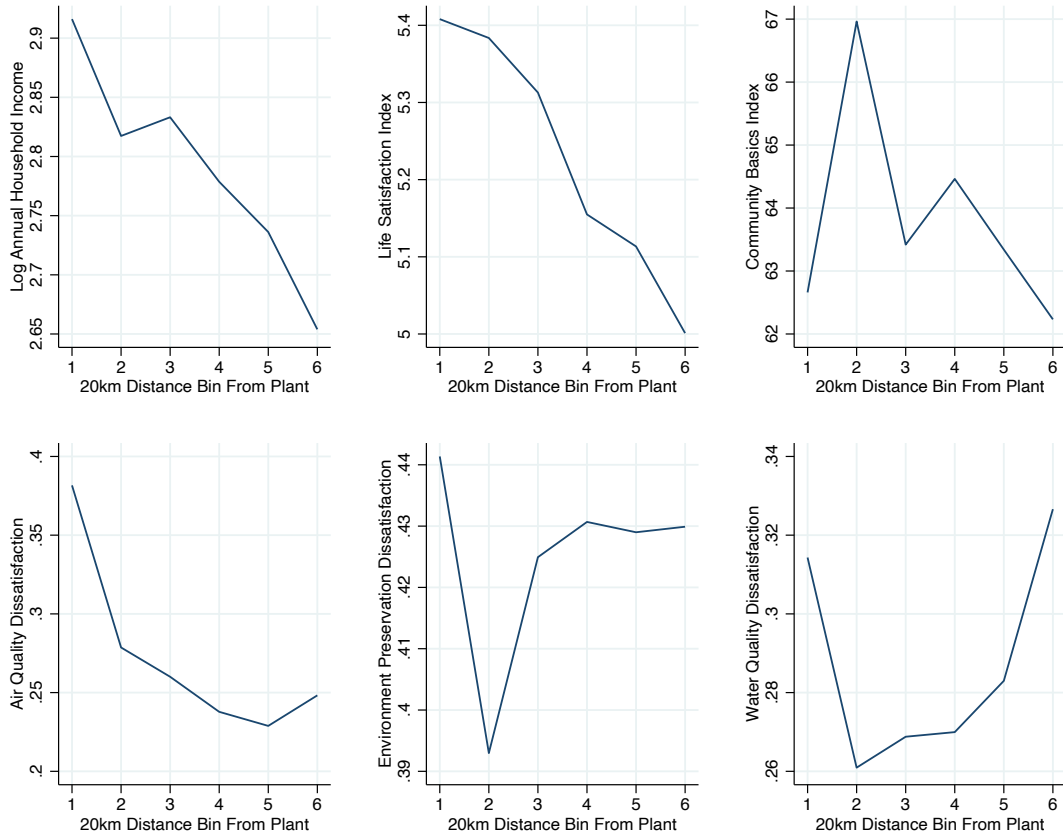 Log Annual Household Income
2.65 2.7 2.75 2.8 2.85 2.9
1 2 3 4 5 6
20km Distance Bin From Plant
Life Satisfaction Index
5 5.1 5.2 5.3 5.4
1 2 3 4 5 6
20km Distance Bin From Plant
Community Basics Index
62 63 64 65 66 67
1 2 3 4 5 6
20km Distance Bin From Plant
Air Quality Dissatisfaction
.2 .25 .3 .35 .4
1 2 3 4 5 6
20km Distance Bin From Plant
Environment Preservation Dissatisfaction
.39 .4 .41 .42 .43 .44
1 2 3 4 5 6
20km Distance Bin From Plant
Water Quality Dissatisfaction
.26 .28 .3 .32 .34
1 2 3 4 5 6
20km Distance Bin From Plant